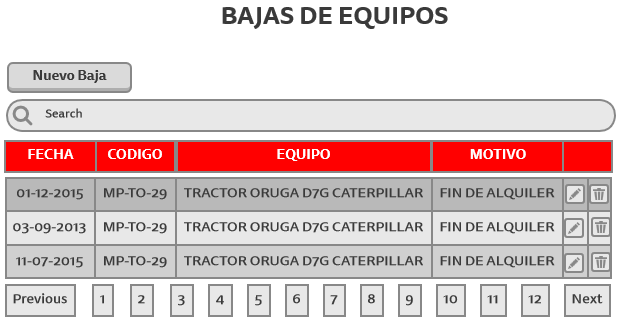 BAJAS DE EQUIPOS
Nuevo Baja
Search
FECHA CODIGO EQUIPO MOTIVO
01-12-2015 MP-TO-29 TRACTOR ORUGA D7G CATERPILLAR FIN DE ALQUILER
03-09-2013 MP-TO-29 TRACTOR ORUGA D7G CATERPILLAR FIN DE ALQUILER
11-07-2015 MP-TO-29 TRACTOR ORUGA D7G CATERPILLAR FIN DE ALQUILER
Previous 1 2 3 4 5 6 7 8 9 10 11 12 Next